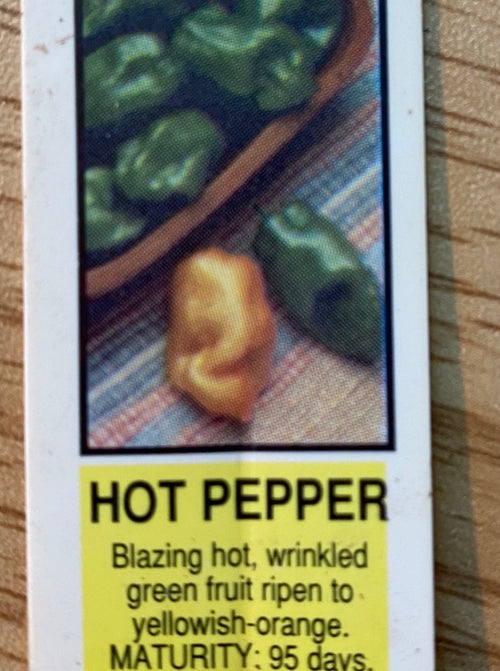 HOT PEPPER
Blazing hot, wrinkled
green fruit ripen to
yellowish-orange.
MATURITY: 95 days.